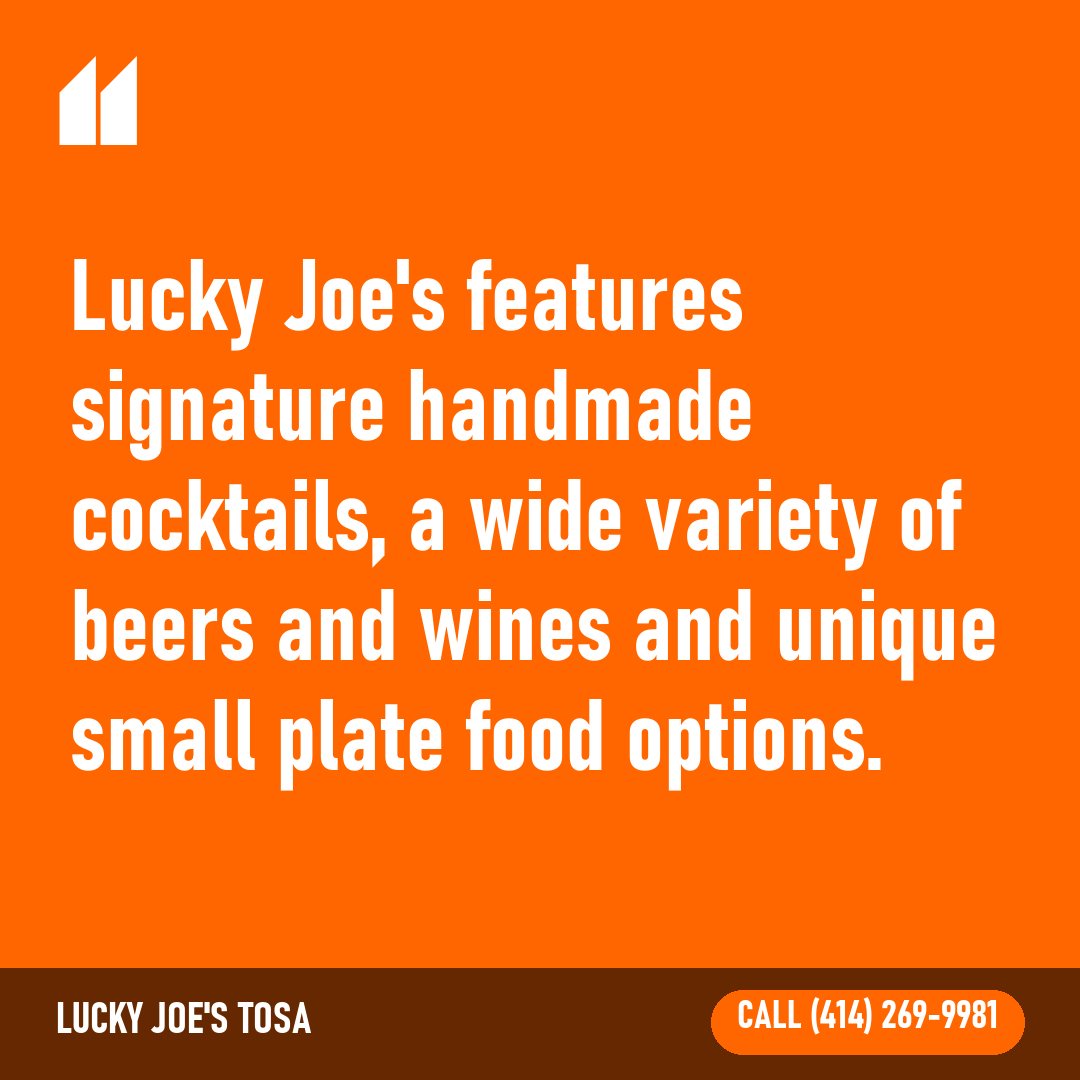 Lucky Joe's features
signature handmade
cocktails, a wide variety of
beers and wines and unique
small plate food options.
LUCKY JOE'S TOSA
CALL (414) 269-9981